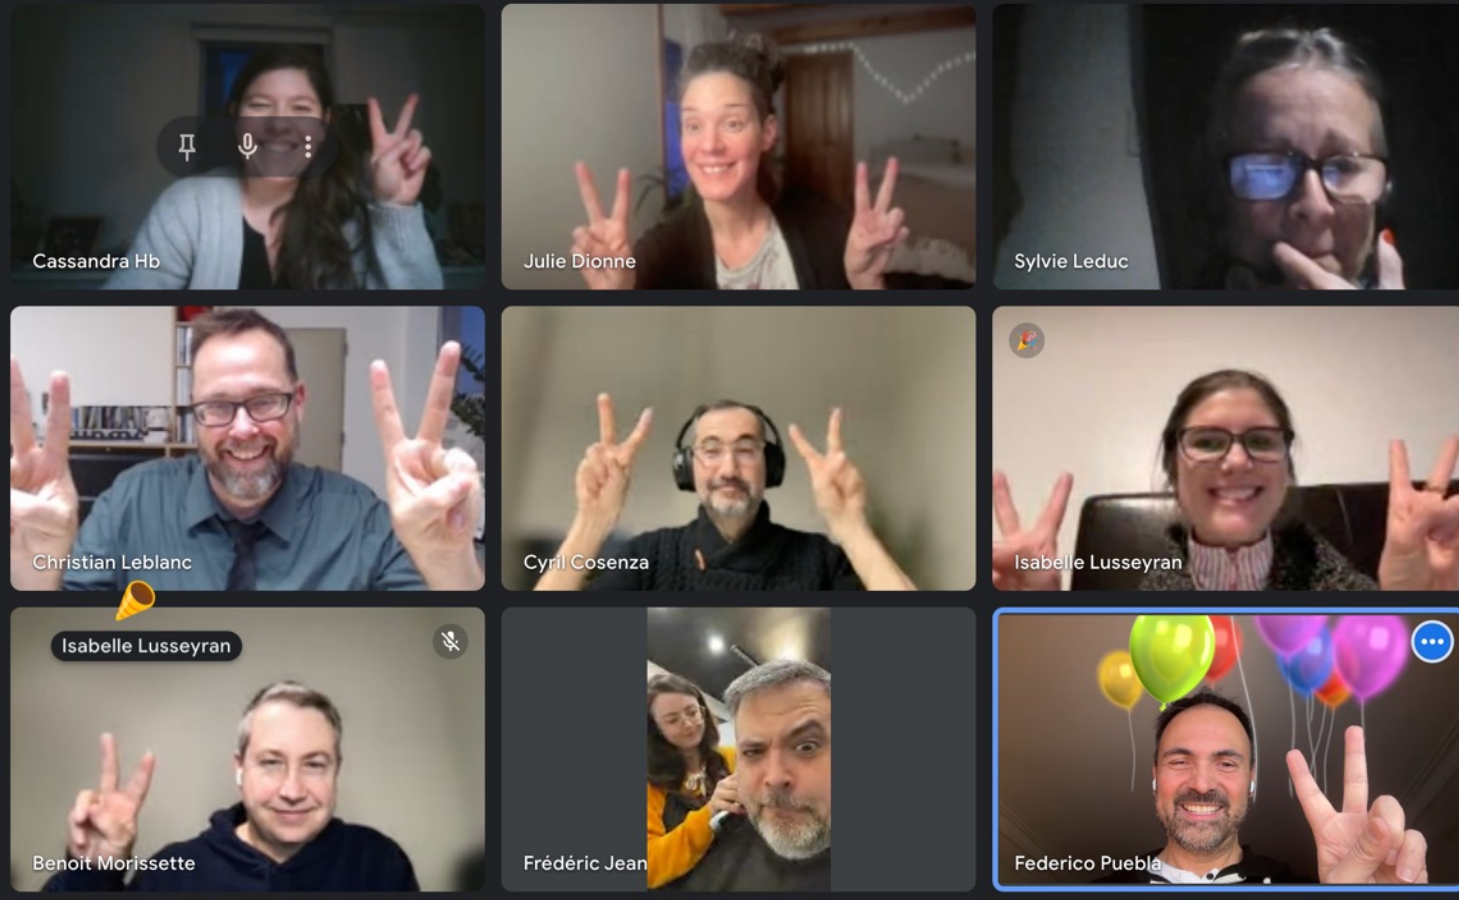 Cassandra Hb
Julie Dionne
Sylvie Leduc
Christian Leblanc
Cyril Cosenza
Isabelle Lusseyran
Isabelle Lusseyran
Benoit Morissette
Frédéric Jean
Federico Puebla